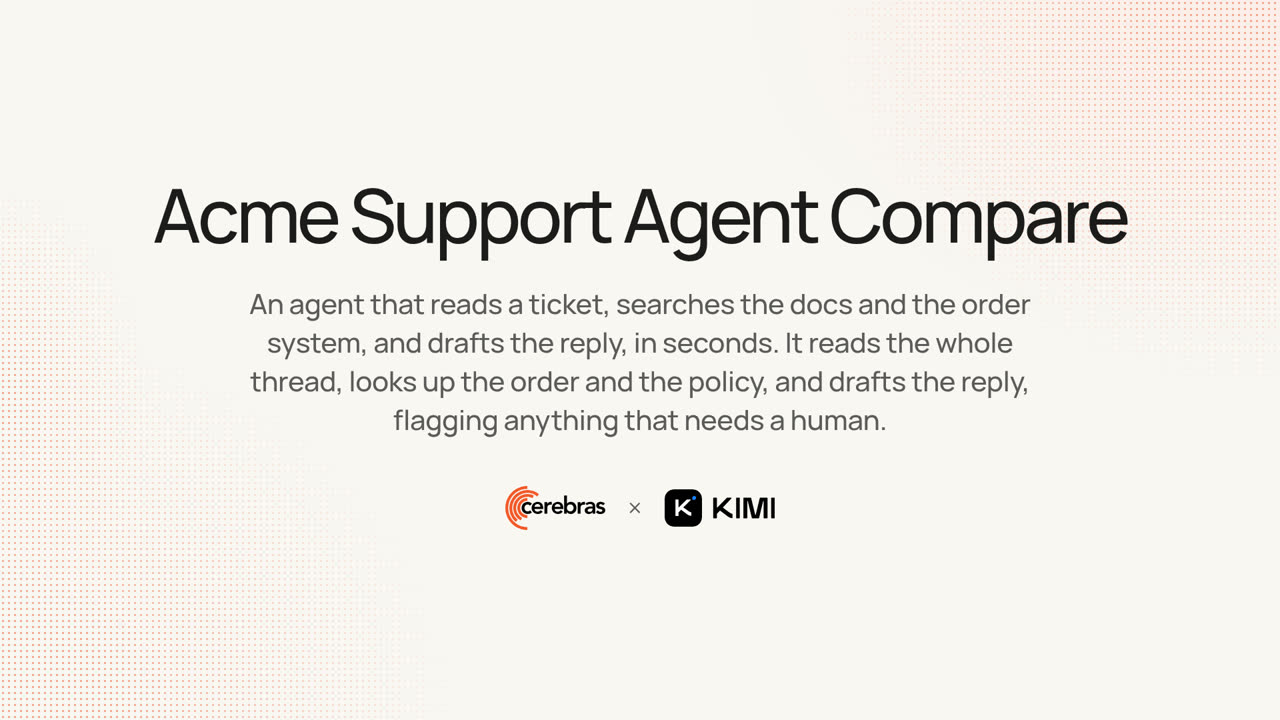 Acme Support Agent Compare
An agent that reads a ticket, searches the docs and the order
system, and drafts the reply, in seconds. It reads the whole
thread, looks up the order and the policy, and drafts the reply,
flagging anything that needs a human.
cerebras × K KIMI